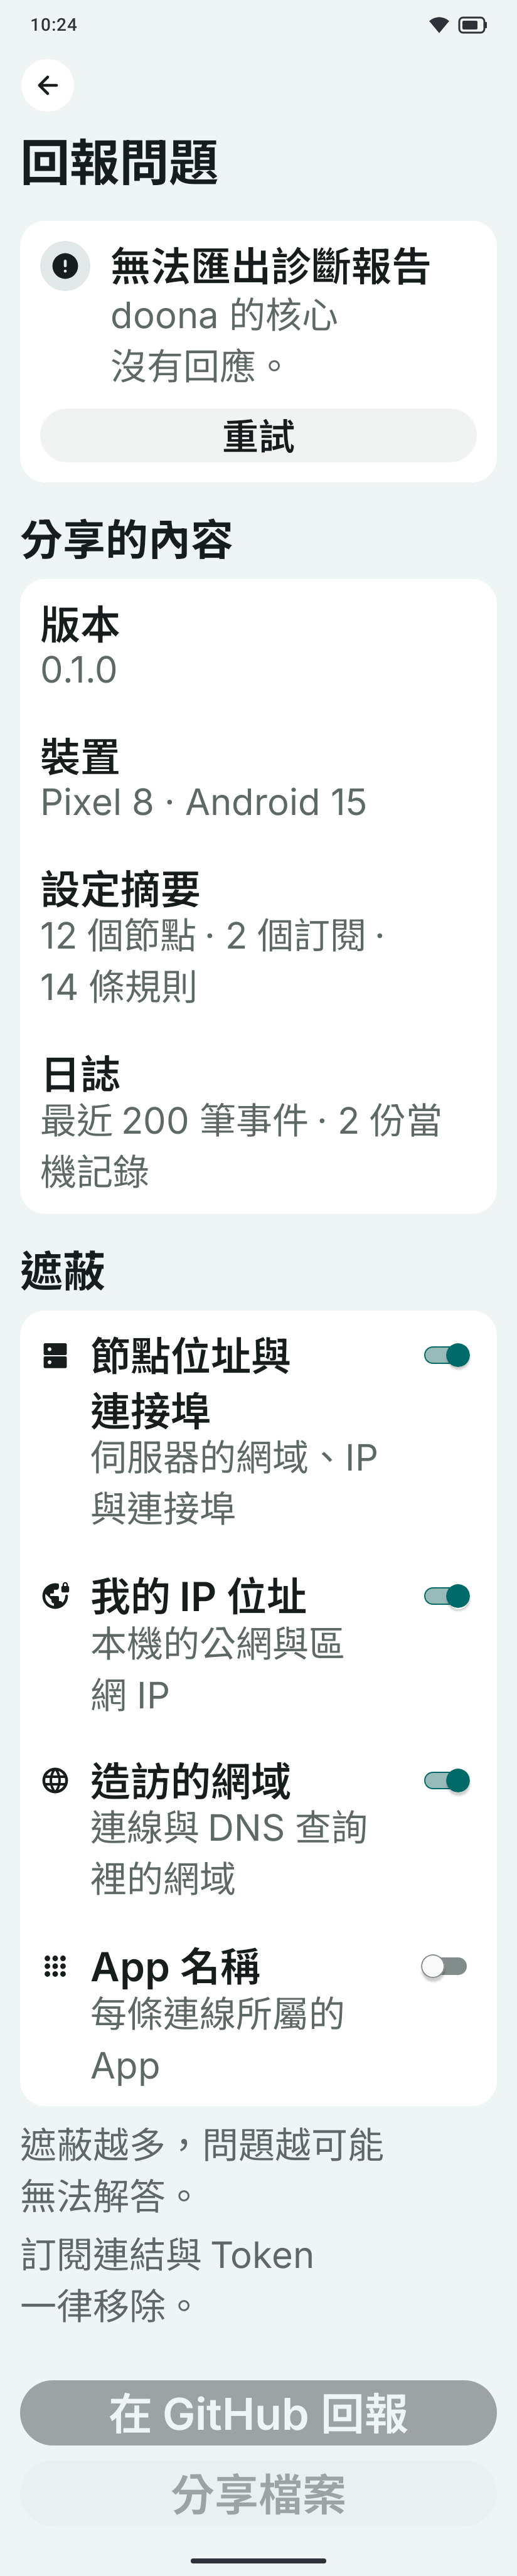 10:24
回報問題
無法匯出診斷報告
doona 的核心
沒有回應。
重試
分享的內容
版本
0.1.0
裝置
Pixel 8 · Android 15
設定摘要
12 個節點 · 2 個訂閱 ·
14 條規則
日誌
最近 200 筆事件 · 2 份當
機記錄
遮蔽
節點位址與
連接埠
伺服器的網域、IP
與連接埠
我的 IP 位址
本機的公網與區
網 IP
造訪的網域
連線與 DNS 查詢
裡的網域
App 名稱
每條連線所屬的
App
遮蔽越多，問題越可能
無法解答。
訂閱連結與 Token
一律移除。
在 GitHub 回報
分享檔案